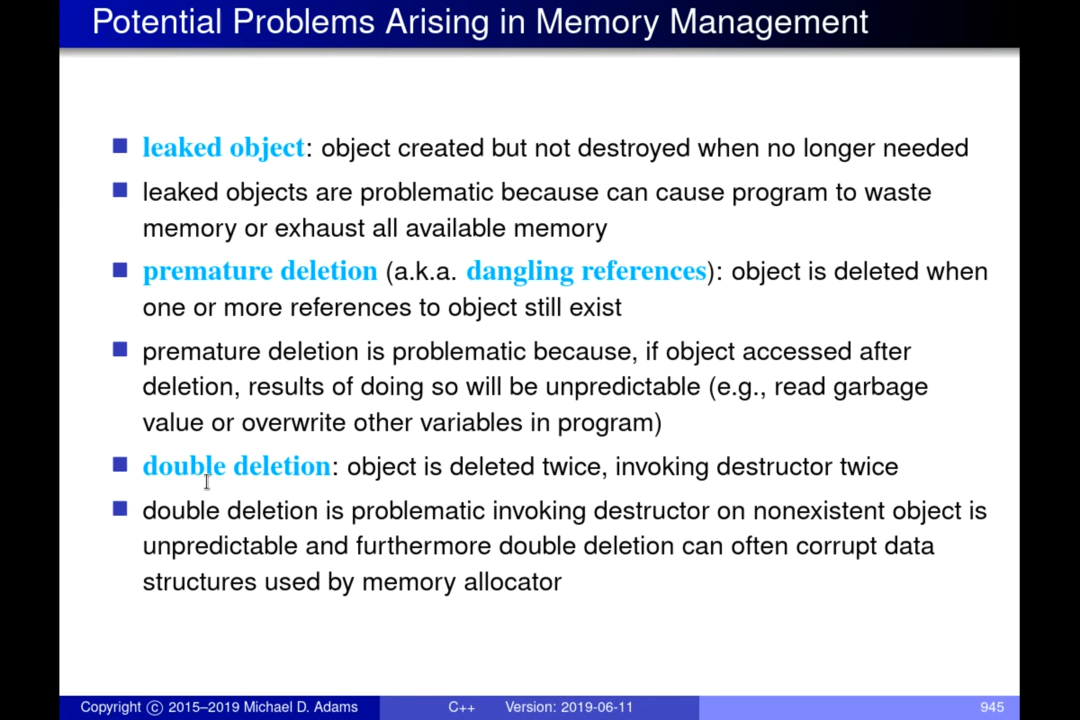 Potential Problems Arising in Memory Management
leaked object: object created but not destroyed when no longer needed
leaked objects are problematic because can cause program to waste
memory or exhaust all available memory
premature deletion (a.k.a. dangling references): object is deleted when
one or more references to object still exist
premature deletion is problematic because, if object accessed after
deletion, results of doing so will be unpredictable (e.g., read garbage
value or overwrite other variables in program)
double deletion: object is deleted twice, invoking destructor twice
double deletion is problematic invoking destructor on nonexistent object is
unpredictable and furthermore double deletion can often corrupt data
structures used by memory allocator
Copyright © 2015–2019 Michael D. Adams C++ Version: 2019-06-11 945